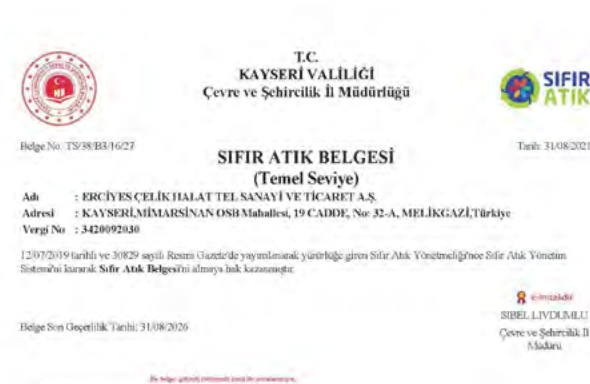 T.C.
KAYSERİ VALİLİĞİ
Çevre ve Şehircilik İl Müdürlüğü
SIFIR
ATIK
Belge No: TS/38/B3/16/27
Tarih: 31/08/2021
SIFIR ATIK BELGESİ
(Temel Seviye)
Adı : ERCİYES ÇELİK HALAT TEL SANAYİ VE TİCARET A.Ş.
Adresi : KAYSERİ,MİMARSİNAN OSB Mahallesi, 19 CADDE, No: 32-A, MELİKGAZİ,Türkiye
Vergi No : 3420092030
12/07/2019 tarihli ve 30829 sayılı Resmi Gazete'de yayımlanarak yürürlüğe giren Sıfır Atık Yönetmeliği'nce Sıfır Atık Yönetim
Sistemi'ni kurarak Sıfır Atık Belgesi'ni almaya hak kazanmıştır.
e-imzalıdır
SİBEL LİVDUMLU
Çevre ve Şehircilik İl
Müdürü
Belge Son Geçerlilik Tarihi: 31/08/2026